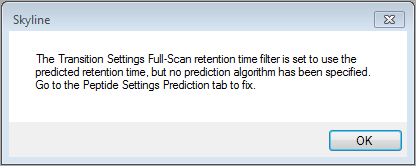 Skyline
The Transition Settings Full-Scan retention time filter is set to use the
predicted retention time, but no prediction algorithm has been specified.
Go to the Peptide Settings Prediction tab to fix.
OK